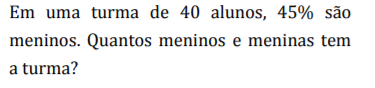 Em uma turma de 40 alunos, 45% são
meninos. Quantos meninos e meninas tem
a turma?